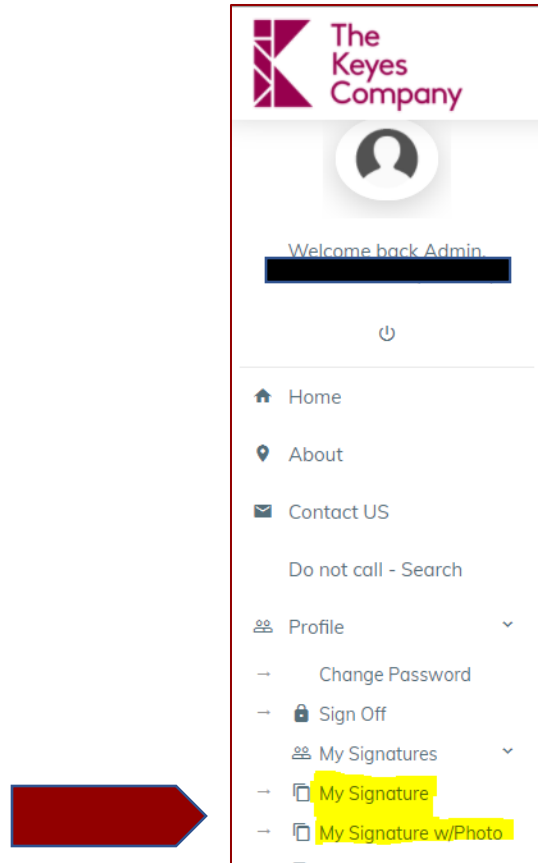 The
Keyes
Company
Welcome back Admin,
Home
About
Contact US
Do not call - Search
Profile
Change Password
Sign Off
My Signatures
My Signature
My Signature w/Photo